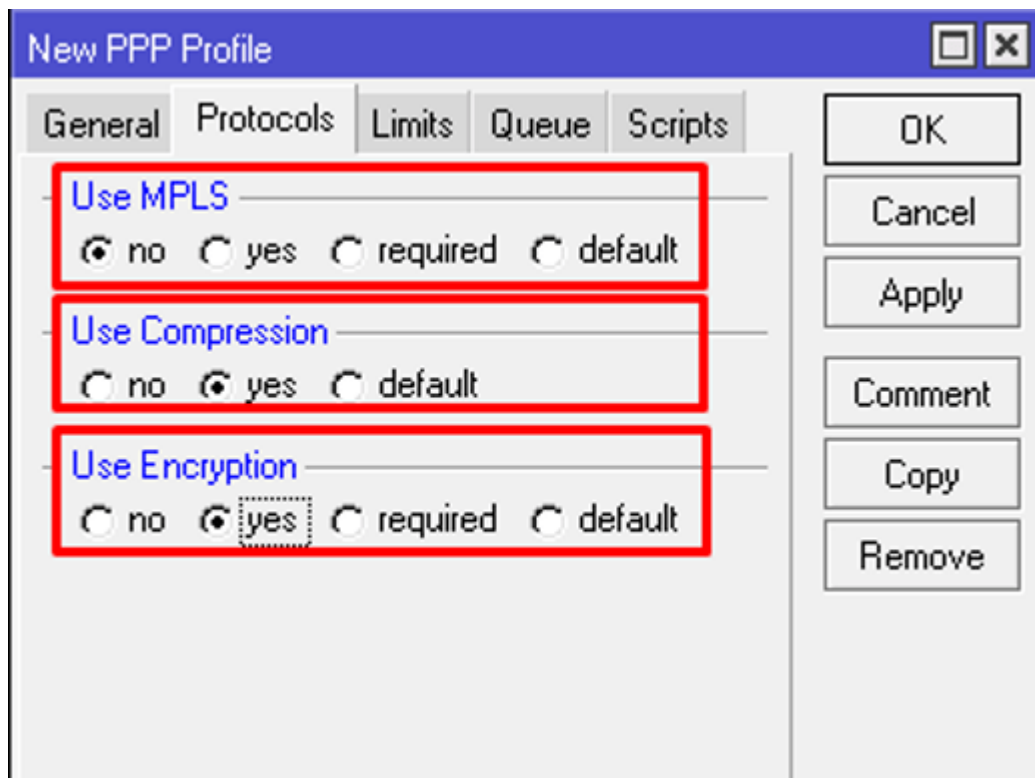 New PPP Profile
General Protocols Limits Queue Scripts
OK
Cancel
Apply
Comment
Copy
Remove
Use MPLS
no yes required default
Use Compression
no yes default
Use Encryption
no yes required default